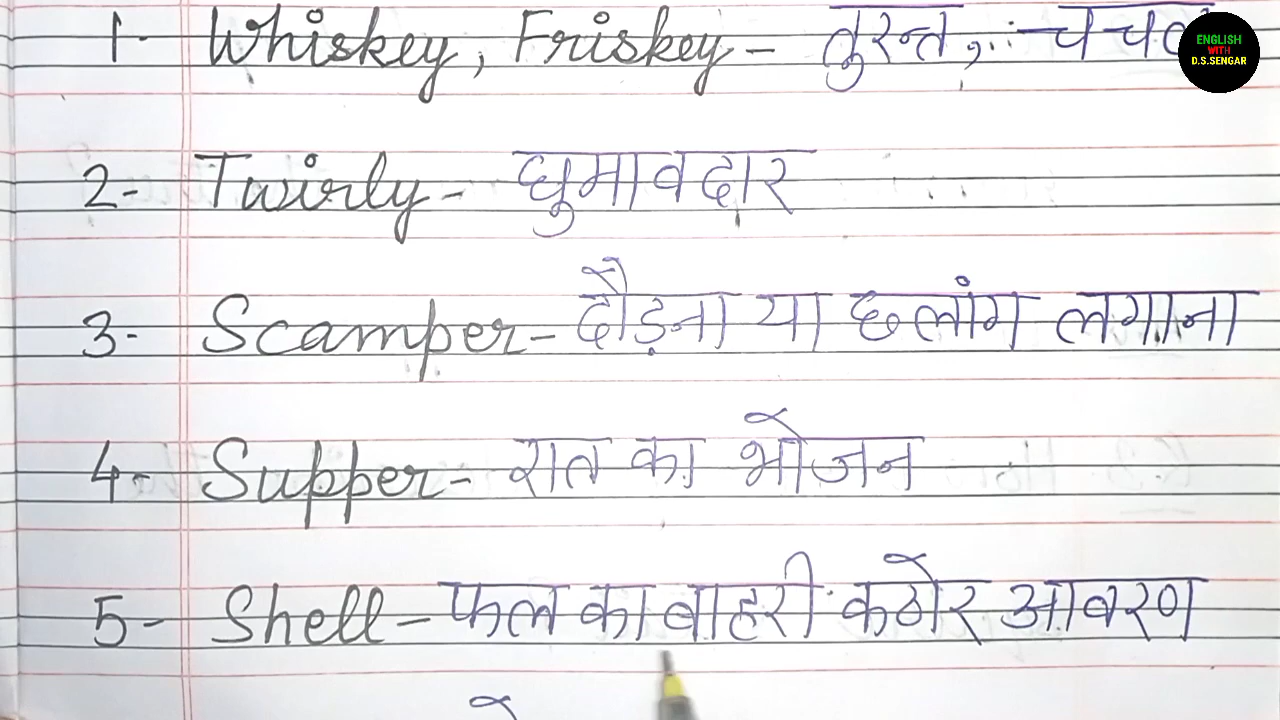 1- Whiskey, Friskey - तुरन्त, चंचल
2- Twirly - घुमावदार
3- Scamper - दौड़ना या छलांग लगाना
4- Supper - रात का भोजन
5- Shell - फल का बाहरी कठोर आवरण
ENGLISH
WITH
D.S.SENGAR